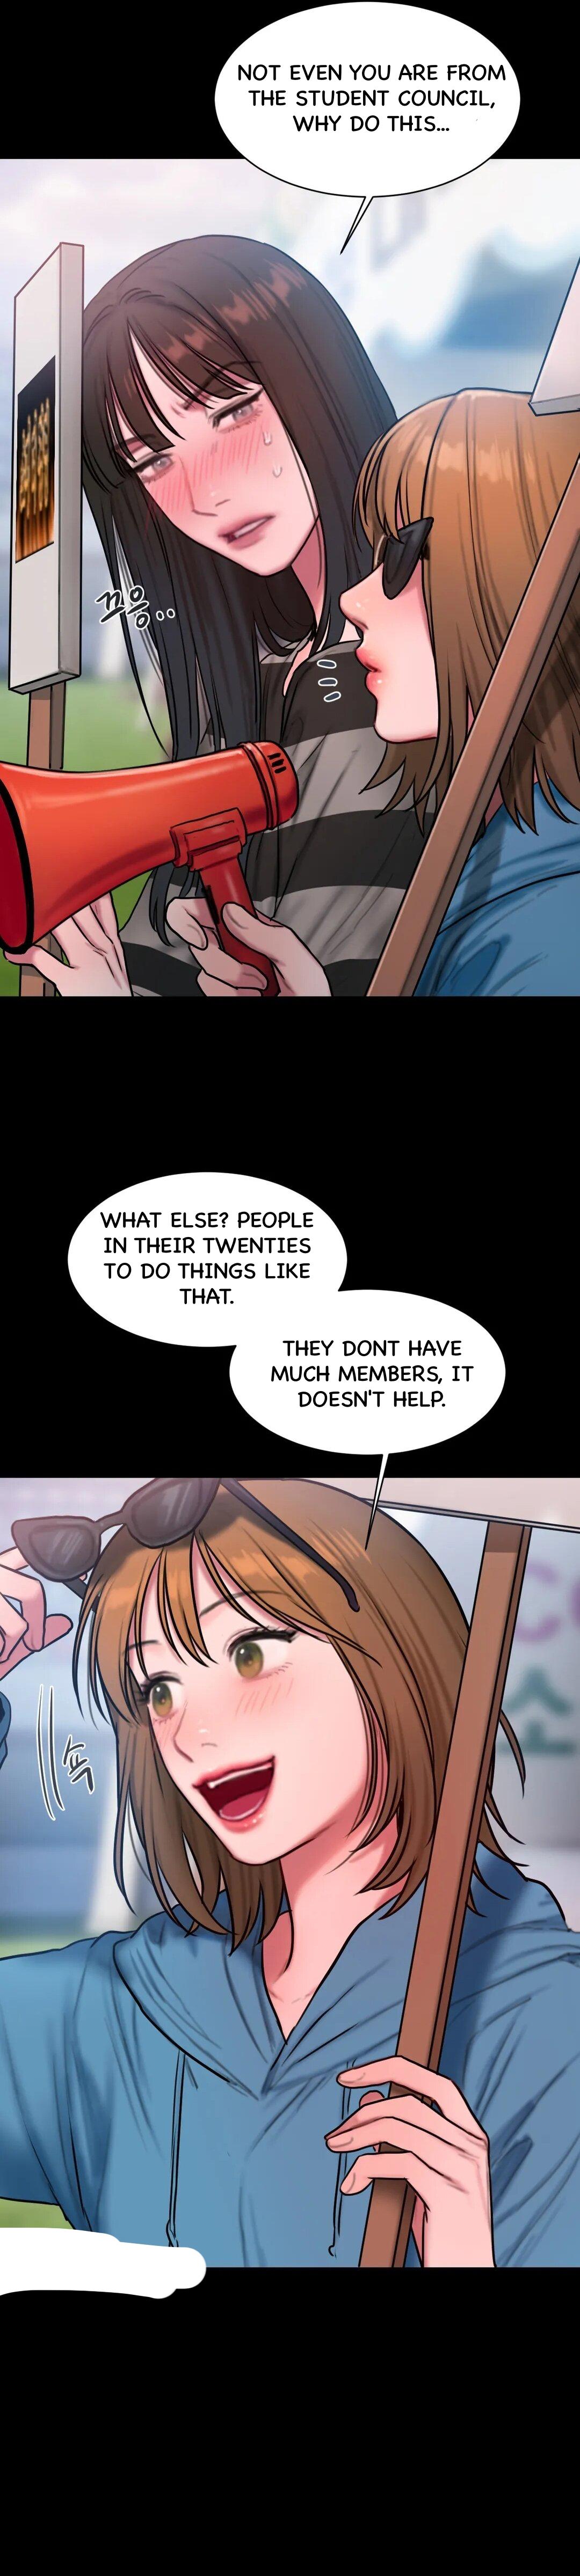 NOT EVEN YOU ARE FROM
THE STUDENT COUNCIL,
WHY DO THIS...
끄응..
WHAT ELSE? PEOPLE
IN THEIR TWENTIES
TO DO THINGS LIKE
THAT.
THEY DONT HAVE
MUCH MEMBERS, IT
DOESN'T HELP.
소
슥